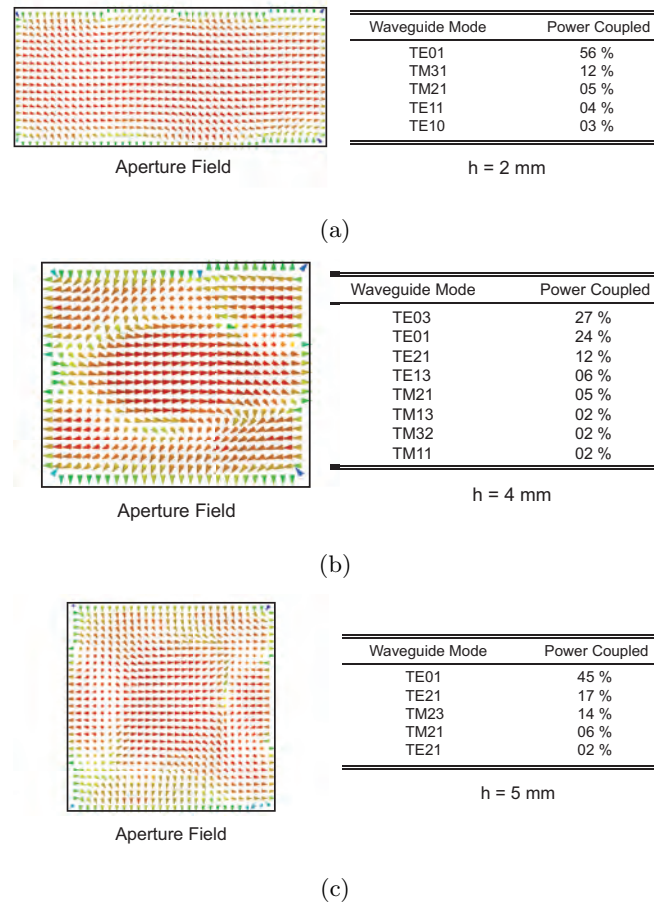 Waveguide Mode Power Coupled
TE01 56 %
TM31 12 %
TM21 05 %
TE11 04 %
TE10 03 %
Aperture Field
h = 2 mm
(a)
Waveguide Mode Power Coupled
TE03 27 %
TE01 24 %
TE21 12 %
TE13 06 %
TM21 05 %
TM13 02 %
TM32 02 %
TM11 02 %
Aperture Field
h = 4 mm
(b)
Waveguide Mode Power Coupled
TE01 45 %
TE21 17 %
TM23 14 %
TM21 06 %
TE21 02 %
h = 5 mm
Aperture Field
(c)